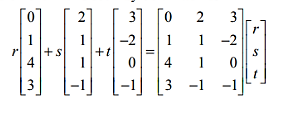 r [0 1 4 3] + s [2 1 1 -1] + t [3 -2 0 -1] = [0 2 3; 1 1 -2; 4 1 0; 3 -1 -1] [r s t]